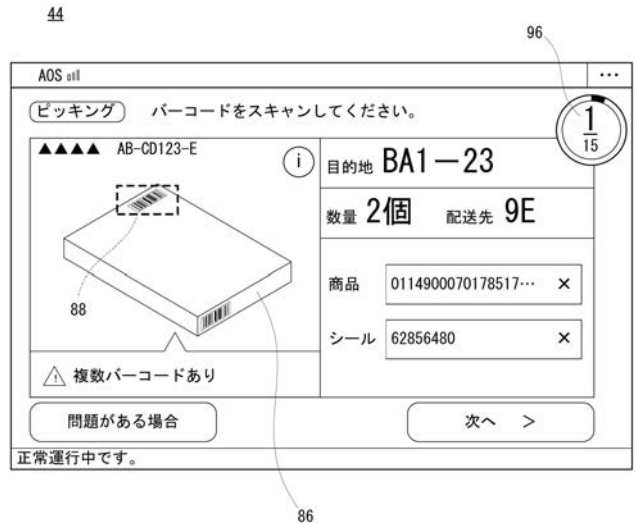 44
96
AOS
...
ピッキング バーコードをスキャンしてください。
1
15
▲▲▲▲ AB-CD123-E
i
目的地 BA1－23
数量 2個 配送先 9E
88
商品 0114900070178517… ×
シール 62856480 ×
! 複数バーコードあり
問題がある場合
次へ >
正常運行中です。
86